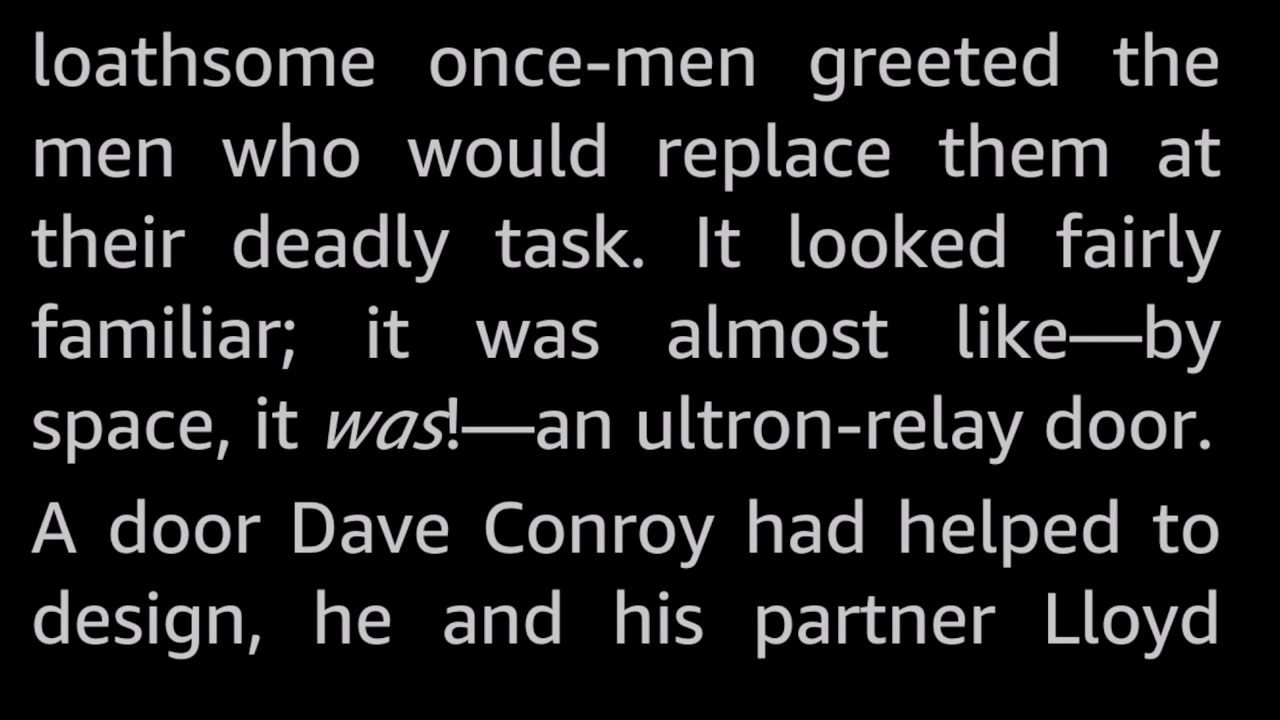 loathsome once-men greeted the
men who would replace them at
their deadly task. It looked fairly
familiar; it was almost like—by
space, it was!—an ultron-relay door.
A door Dave Conroy had helped to
design, he and his partner Lloyd